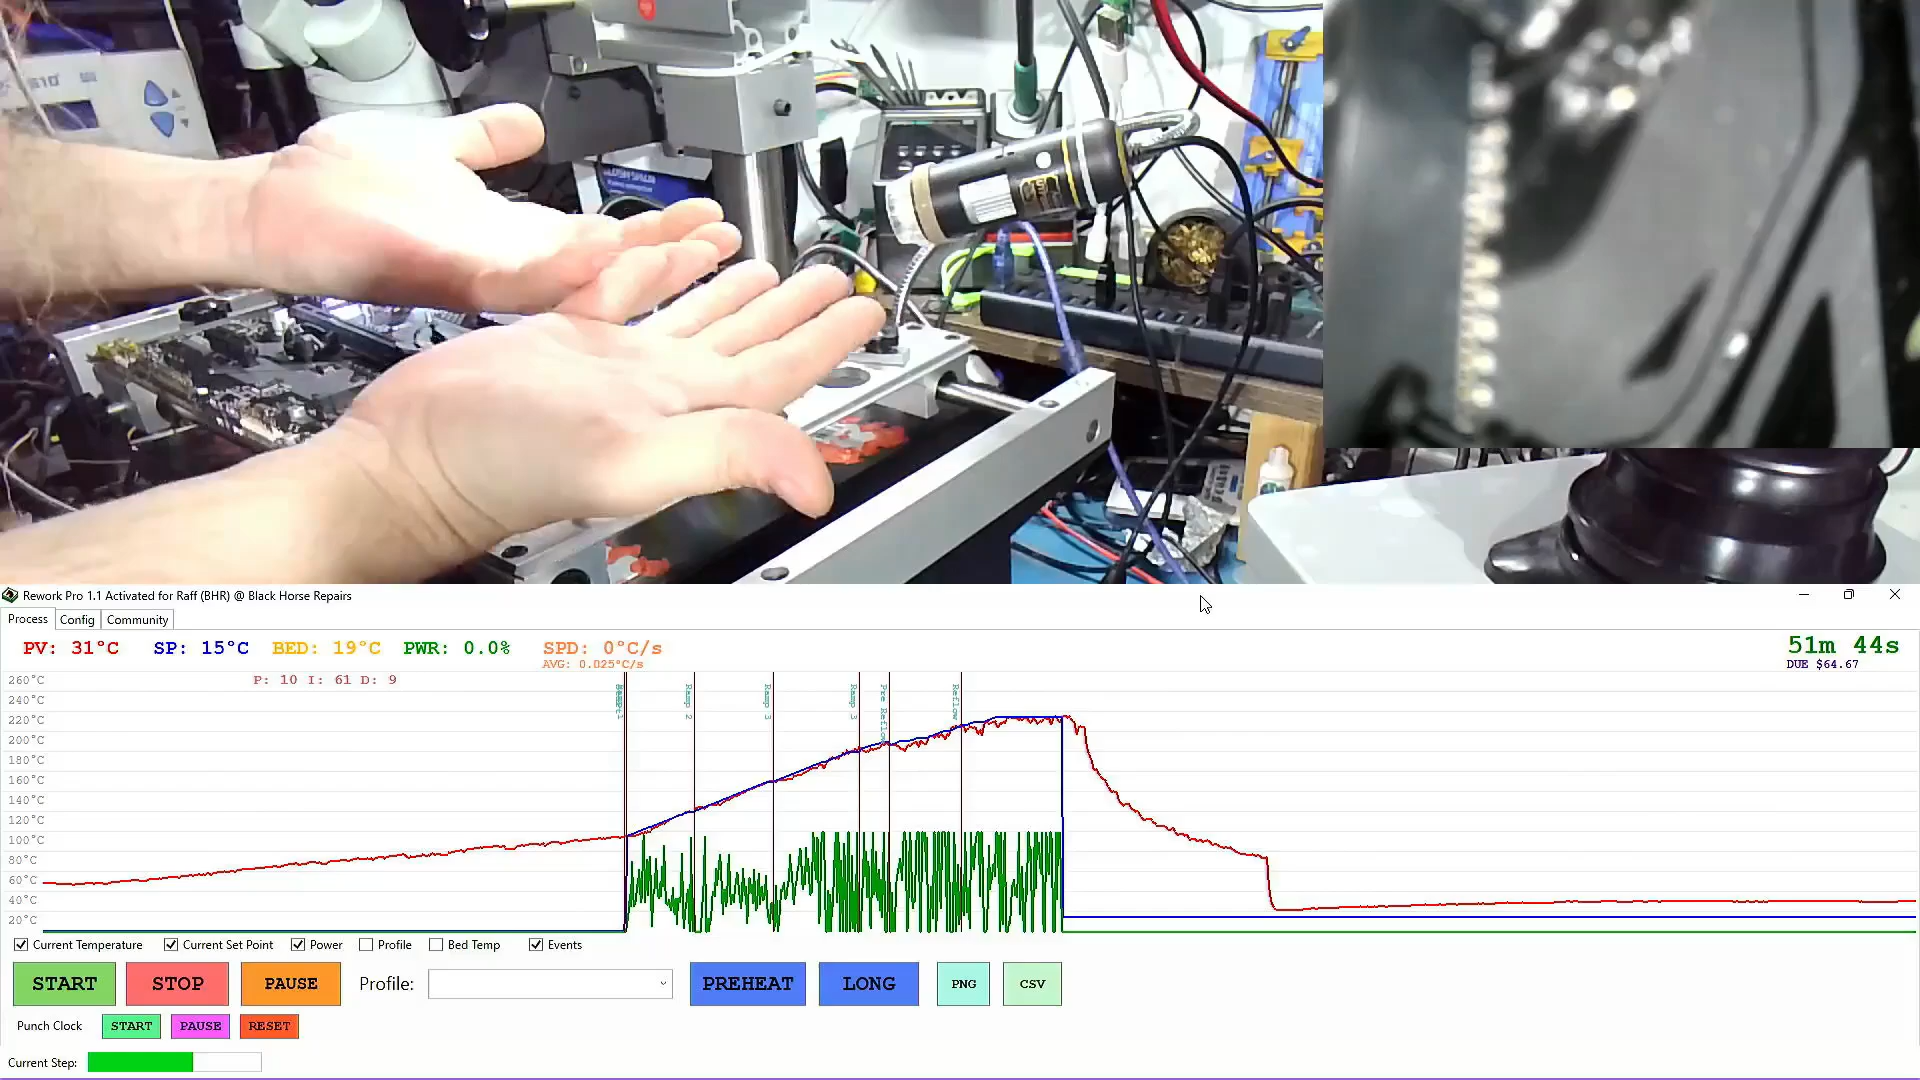 Rework Pro 1.1 Activated for Raff (BHR) @ Black Horse Repairs
Process
Config
Community
PV: 31°C
SP: 15°C
BED: 19°C
PWR: 0.0%
SPD: 0°C/s
AVG: 0.025°C/s
51m 44s
DUE $64.67
P: 10 I: 61 D: 9
260°C
240°C
220°C
200°C
180°C
160°C
140°C
120°C
100°C
80°C
60°C
40°C
20°C
Ramp 2
Ramp 3
Ramp 3
Pre Reflow
Reflow
Current Temperature
Current Set Point
Power
Profile
Bed Temp
Events
START
STOP
PAUSE
Profile:
PREHEAT
LONG
PNG
CSV
Punch Clock
START
PAUSE
RESET
Current Step: